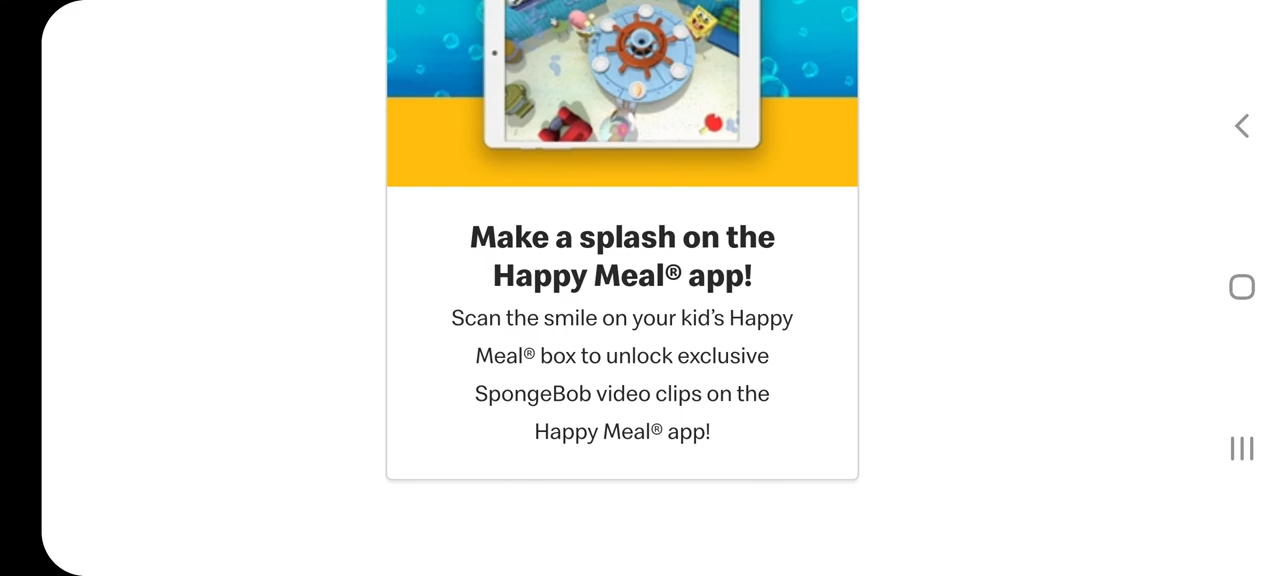 Make a splash on the
Happy Meal® app!
Scan the smile on your kid’s Happy
Meal® box to unlock exclusive
SpongeBob video clips on the
Happy Meal® app!